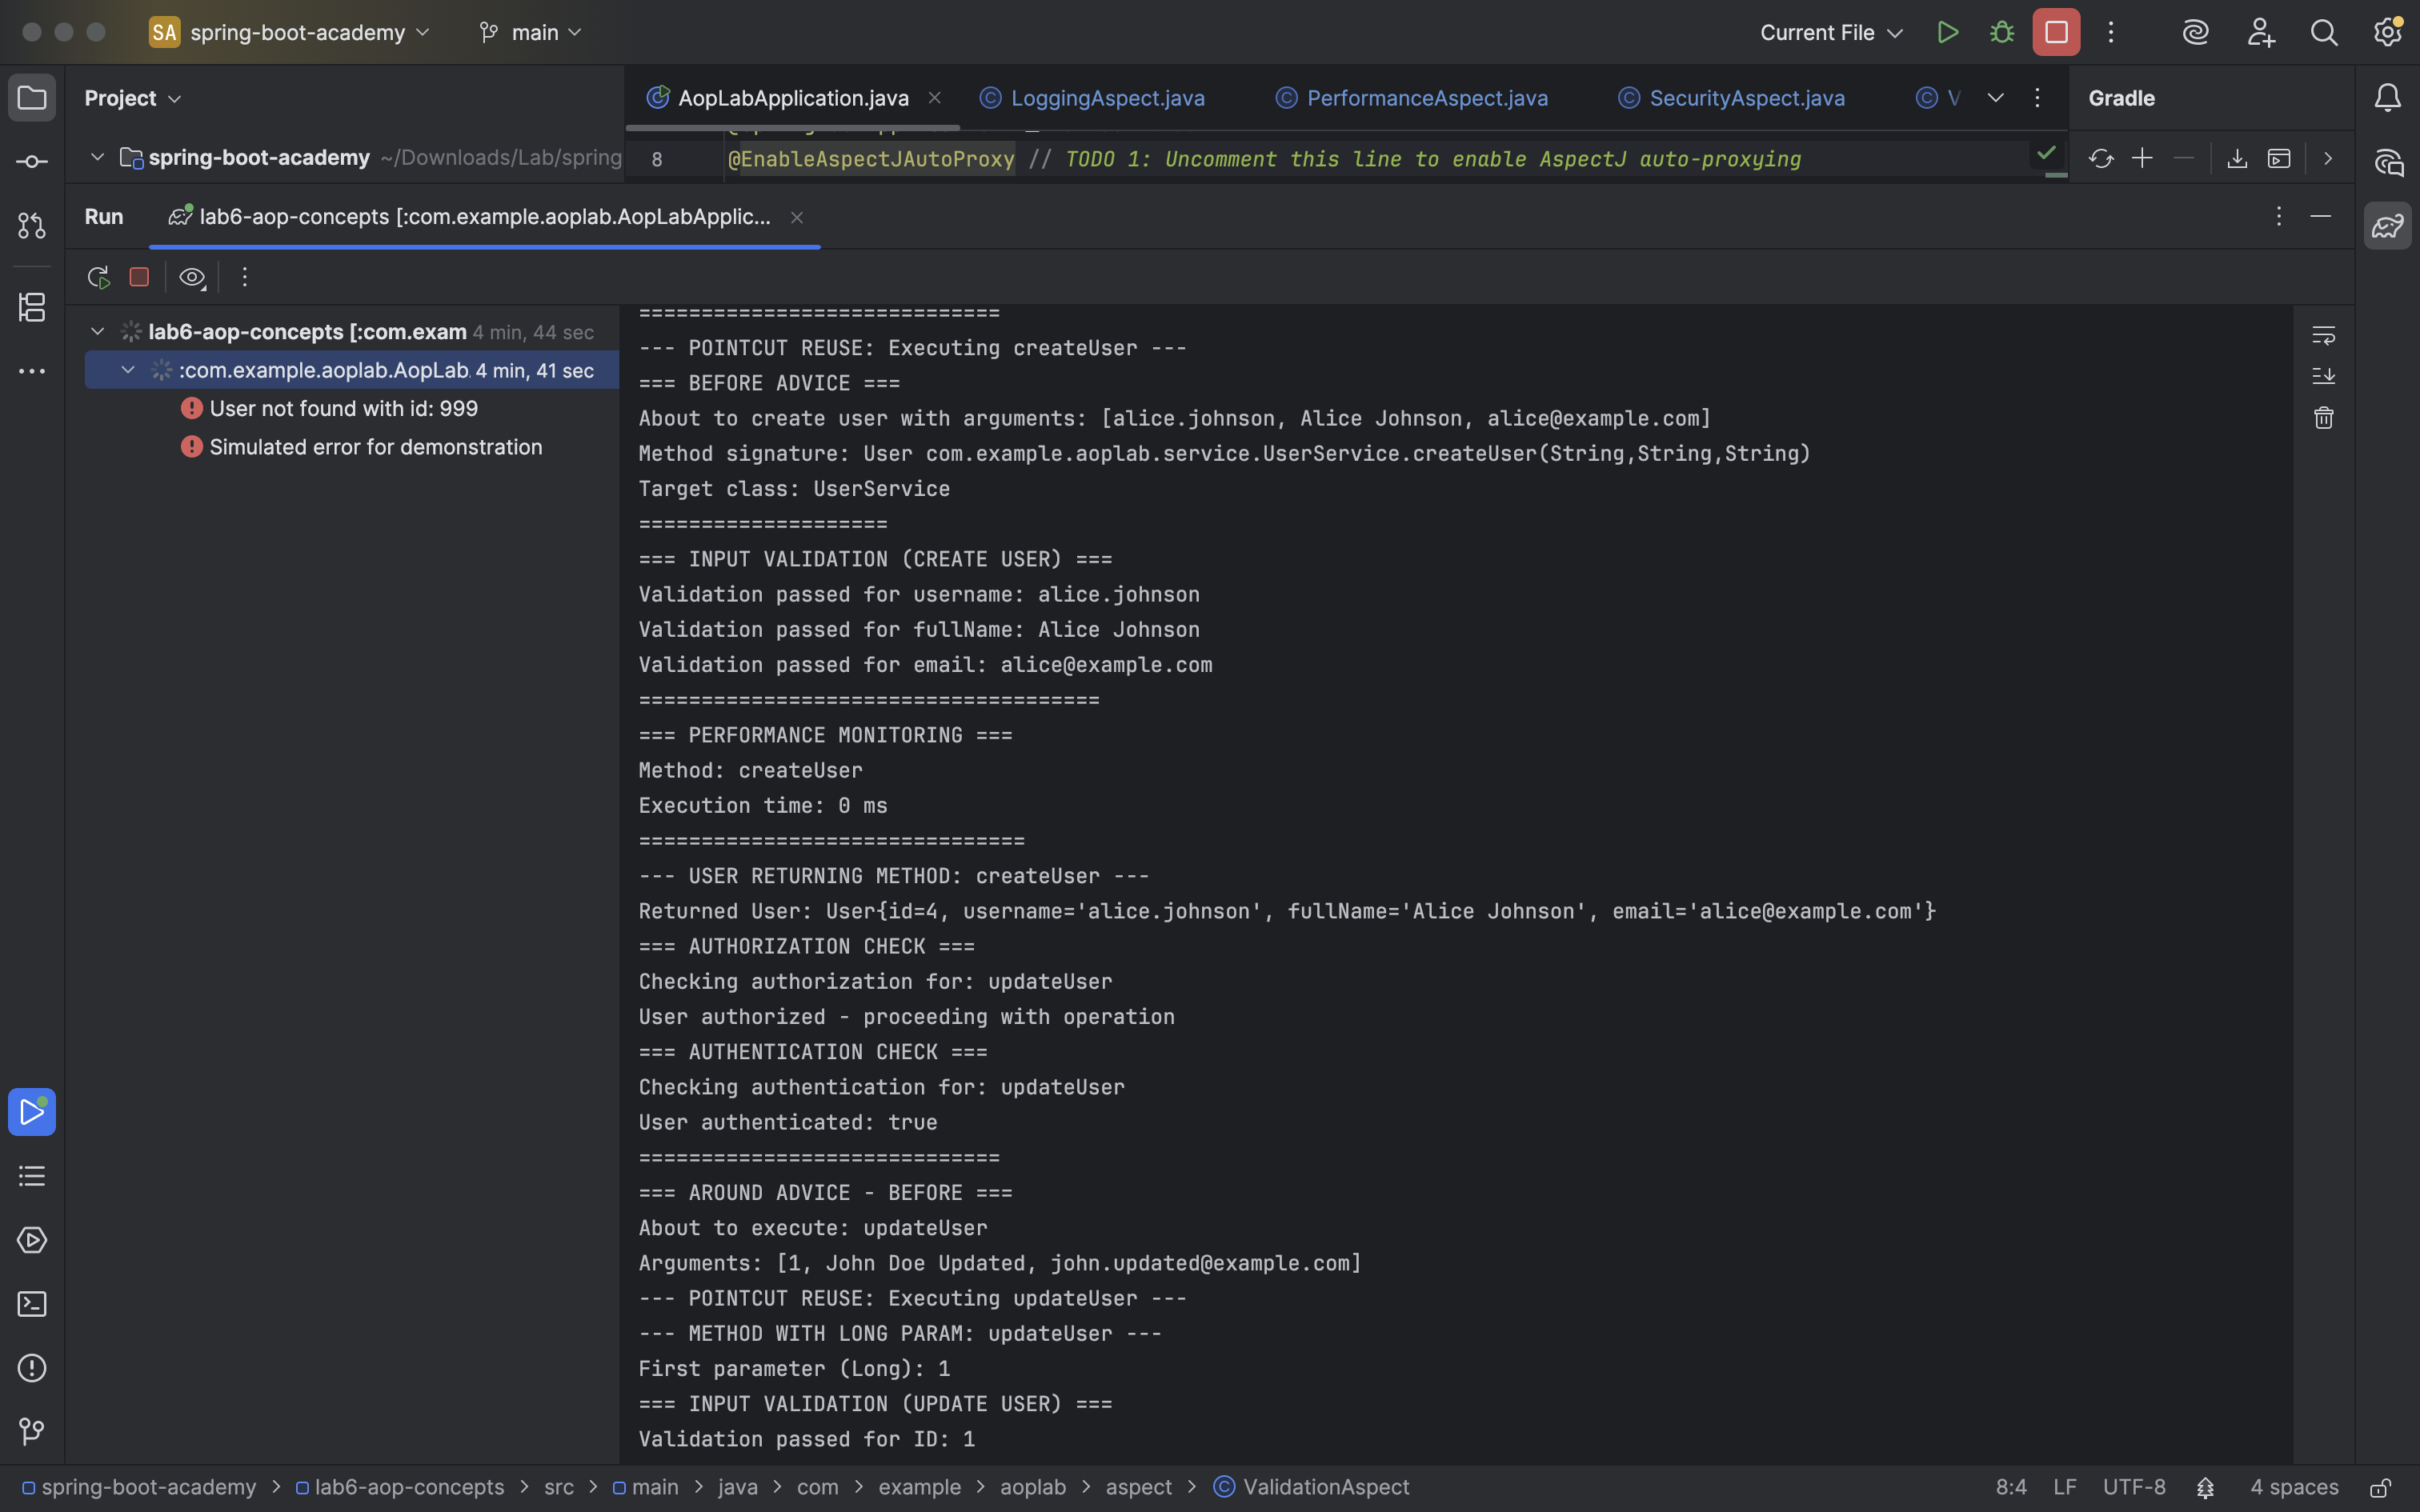 SA spring-boot-academy main Current File
Project
AopLabApplication.java LoggingAspect.java PerformanceAspect.java SecurityAspect.java V
Gradle
spring-boot-academy ~/Downloads/Lab/spring
8 @EnableAspectJAutoProxy // TODO 1: Uncomment this line to enable AspectJ auto-proxying
Run lab6-aop-concepts [:com.example.aoplab.AopLabApplic...
lab6-aop-concepts [:com.exam 4 min, 44 sec
:com.example.aoplab.AopLab. 4 min, 41 sec
User not found with id: 999
Simulated error for demonstration
=============================
--- POINTCUT REUSE: Executing createUser ---
=== BEFORE ADVICE ===
About to create user with arguments: [alice.johnson, Alice Johnson, alice@example.com]
Method signature: User com.example.aoplab.service.UserService.createUser(String,String,String)
Target class: UserService
====================
=== INPUT VALIDATION (CREATE USER) ===
Validation passed for username: alice.johnson
Validation passed for fullName: Alice Johnson
Validation passed for email: alice@example.com
=====================================
=== PERFORMANCE MONITORING ===
Method: createUser
Execution time: 0 ms
===============================
--- USER RETURNING METHOD: createUser ---
Returned User: User{id=4, username='alice.johnson', fullName='Alice Johnson', email='alice@example.com'}
=== AUTHORIZATION CHECK ===
Checking authorization for: updateUser
User authorized - proceeding with operation
=== AUTHENTICATION CHECK ===
Checking authentication for: updateUser
User authenticated: true
=============================
=== AROUND ADVICE - BEFORE ===
About to execute: updateUser
Arguments: [1, John Doe Updated, john.updated@example.com]
--- POINTCUT REUSE: Executing updateUser ---
--- METHOD WITH LONG PARAM: updateUser ---
First parameter (Long): 1
=== INPUT VALIDATION (UPDATE USER) ===
Validation passed for ID: 1
spring-boot-academy > lab6-aop-concepts > src > main > java > com > example > aoplab > aspect > ValidationAspect 8:4 LF UTF-8 4 spaces